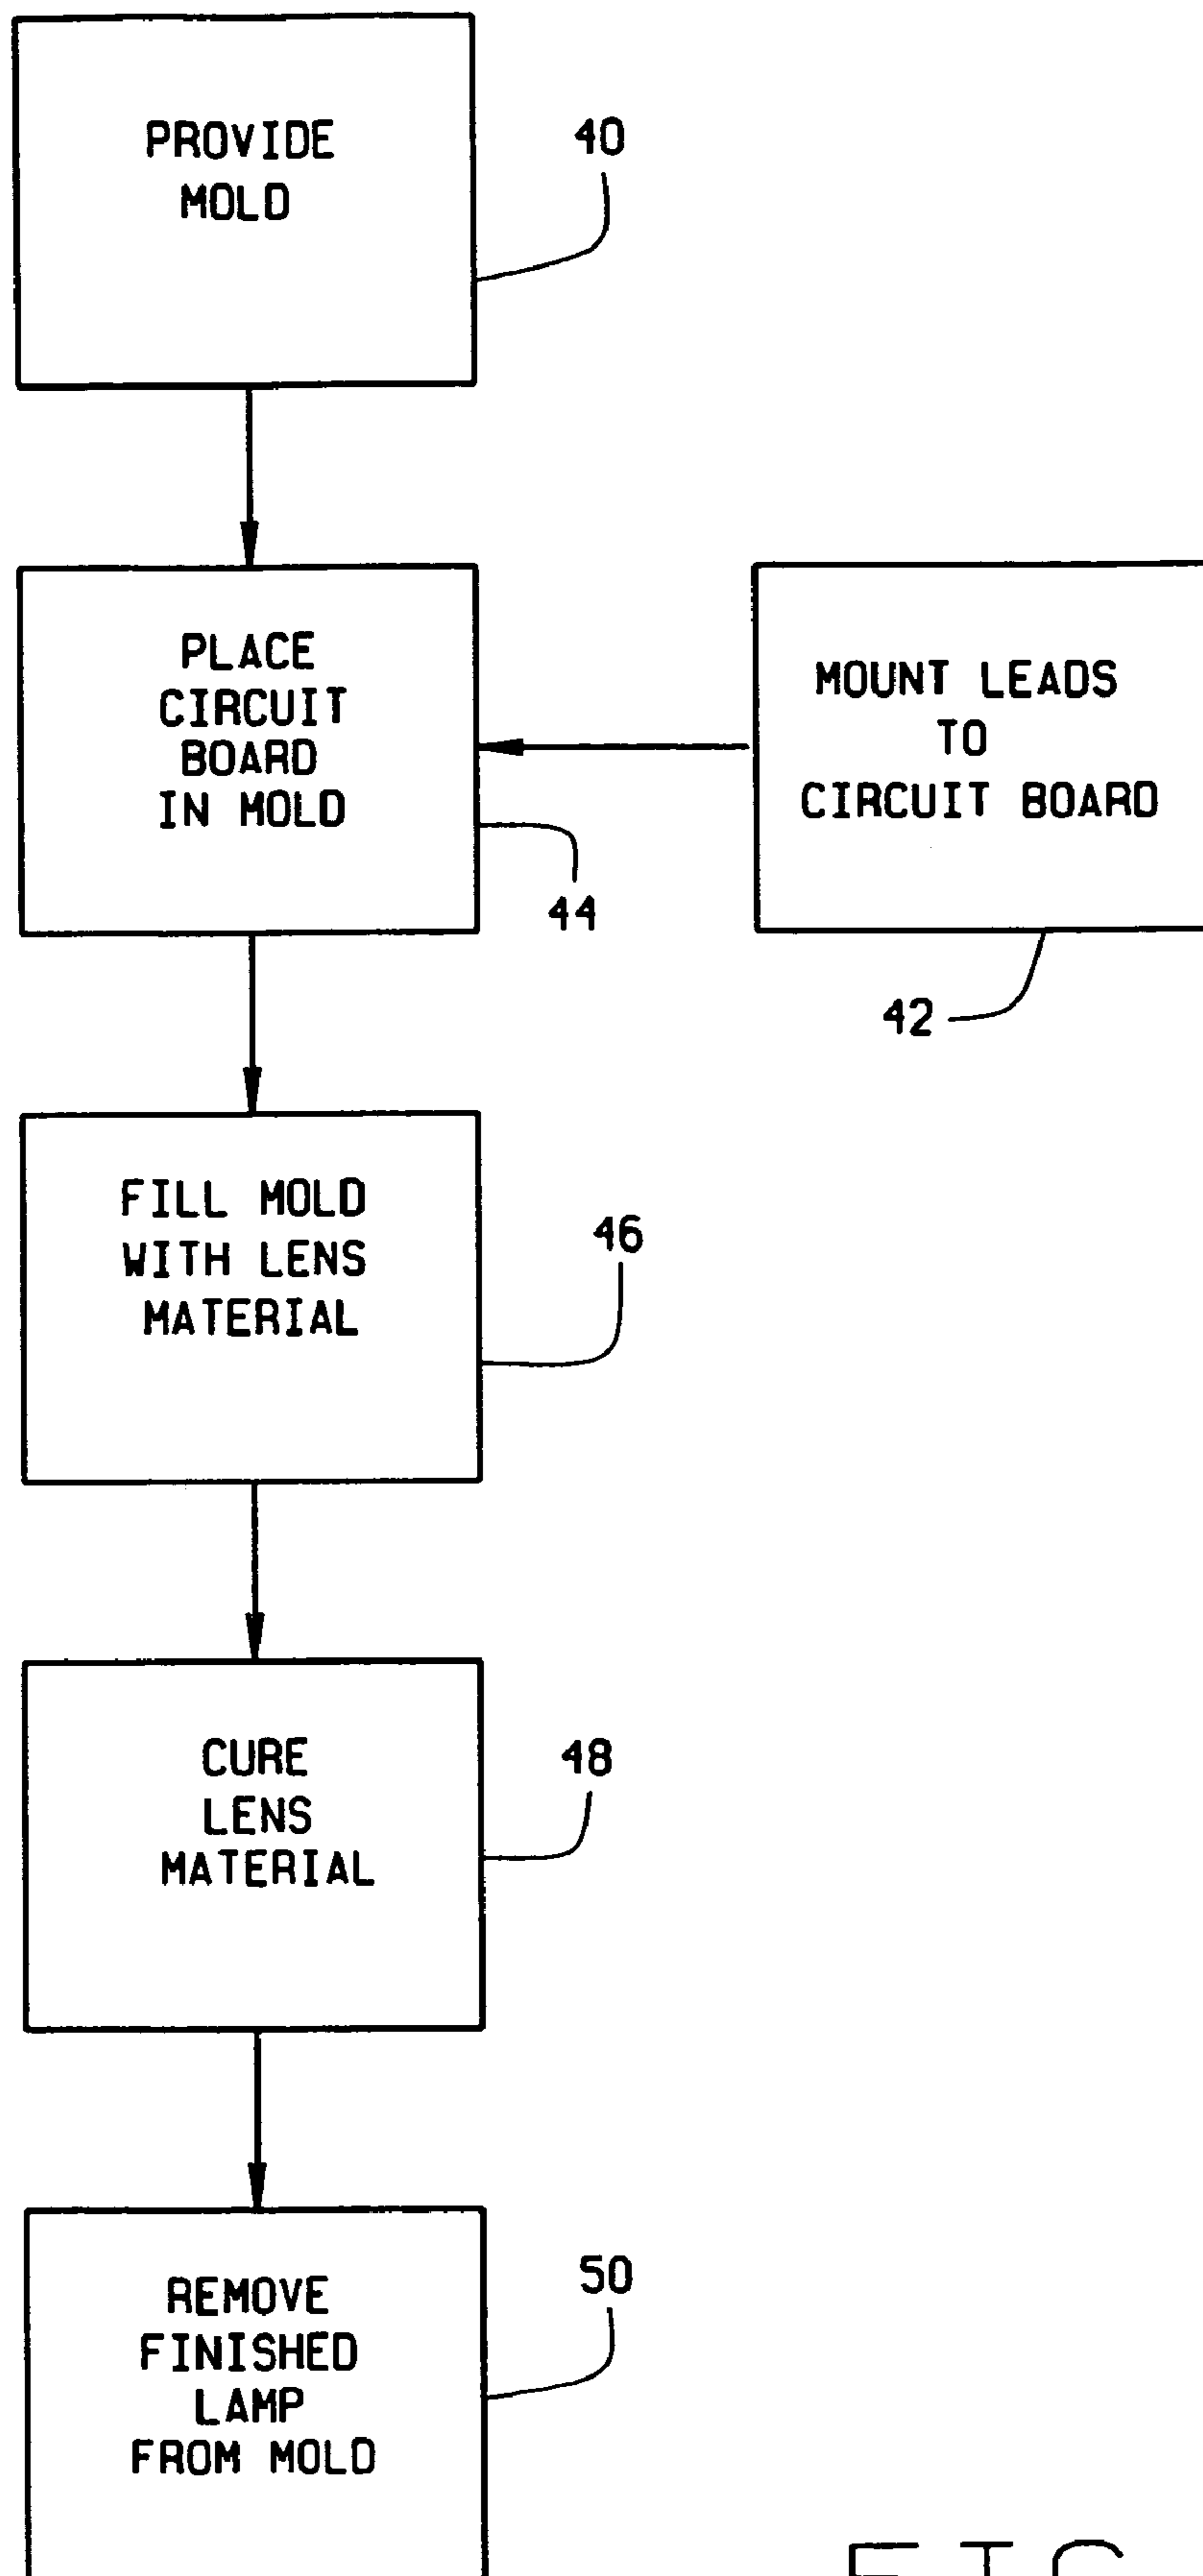 PROVIDE
MOLD
40
PLACE
CIRCUIT
BOARD
IN MOLD
44
MOUNT LEADS
TO
CIRCUIT BOARD
42
FILL MOLD
WITH LENS
MATERIAL
46
CURE
LENS
MATERIAL
48
REMOVE
FINISHED
LAMP
FROM MOLD
50